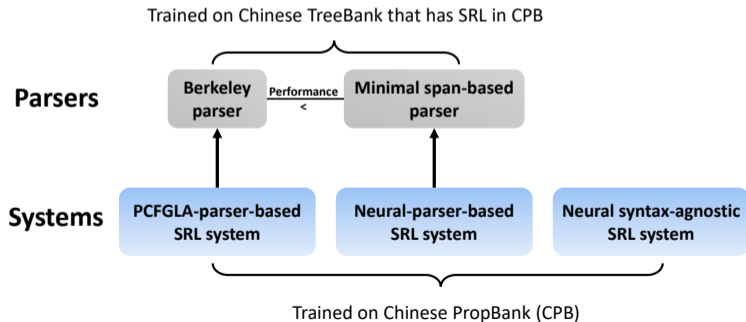 Trained on Chinese TreeBank that has SRL in CPB
Parsers
Berkeley
parser
Performance
<
Minimal span-based
parser
Systems
PCFGLA-parser-based
SRL system
Neural-parser-based
SRL system
Neural syntax-agnostic
SRL system
Trained on Chinese PropBank (CPB)